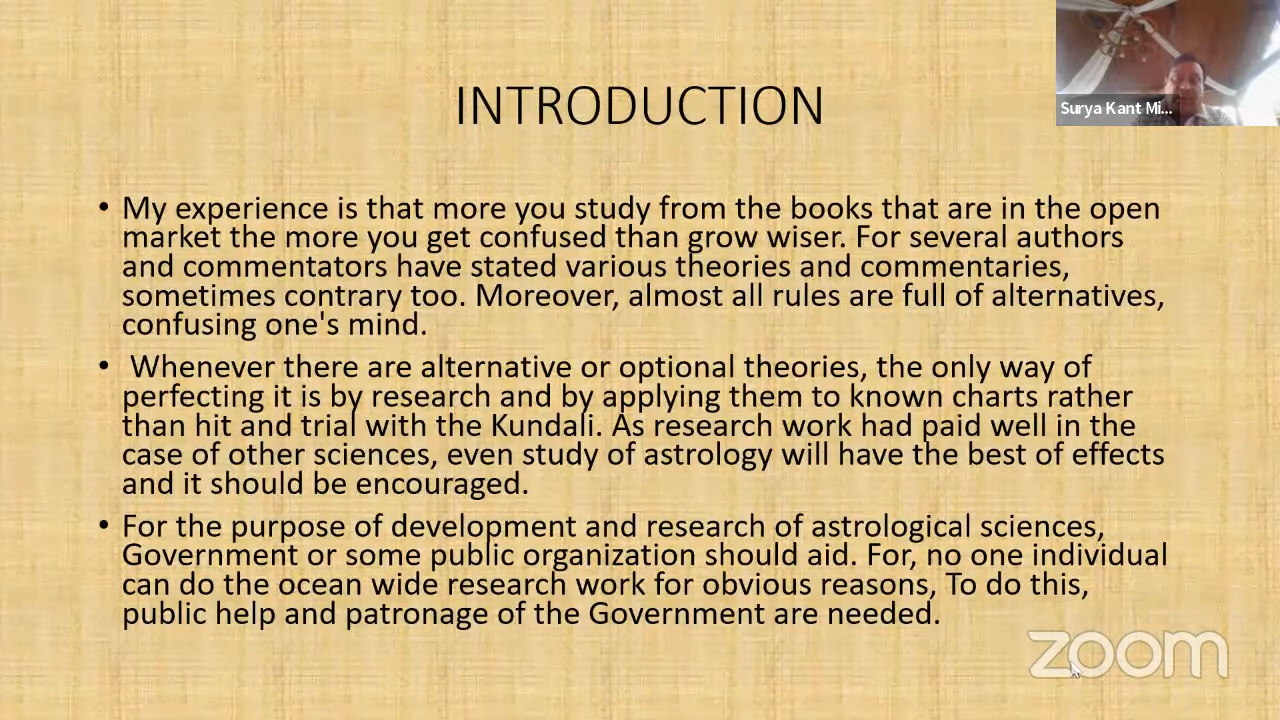 INTRODUCTION
Surya Kant Mi...
• My experience is that more you study from the books that are in the open
market the more you get confused than grow wiser. For several authors
and commentators have stated various theories and commentaries,
sometimes contrary too. Moreover, almost all rules are full of alternatives,
confusing one's mind.
• Whenever there are alternative or optional theories, the only way of
perfecting it is by research and by applying them to known charts rather
than hit and trial with the Kundali. As research work had paid well in the
case of other sciences, even study of astrology will have the best of effects
and it should be encouraged.
• For the purpose of development and research of astrological sciences,
Government or some public organization should aid. For, no one individual
can do the ocean wide research work for obvious reasons, To do this,
public help and patronage of the Government are needed.
zoom